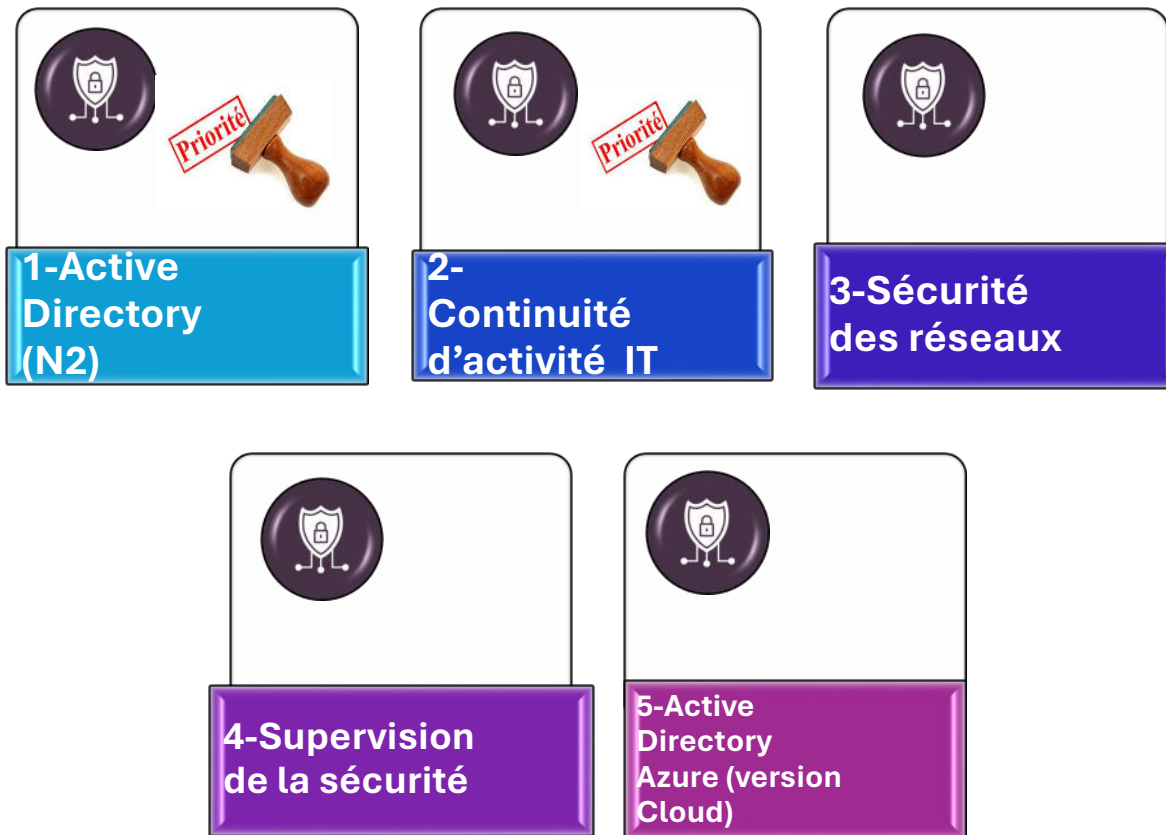 Priorité
1-Active
Directory
(N2)
Priorité
2-
Continuité
d’activité  IT
3-Sécurité
des réseaux
4-Supervision
de la sécurité
5-Active
Directory
Azure (version
Cloud)